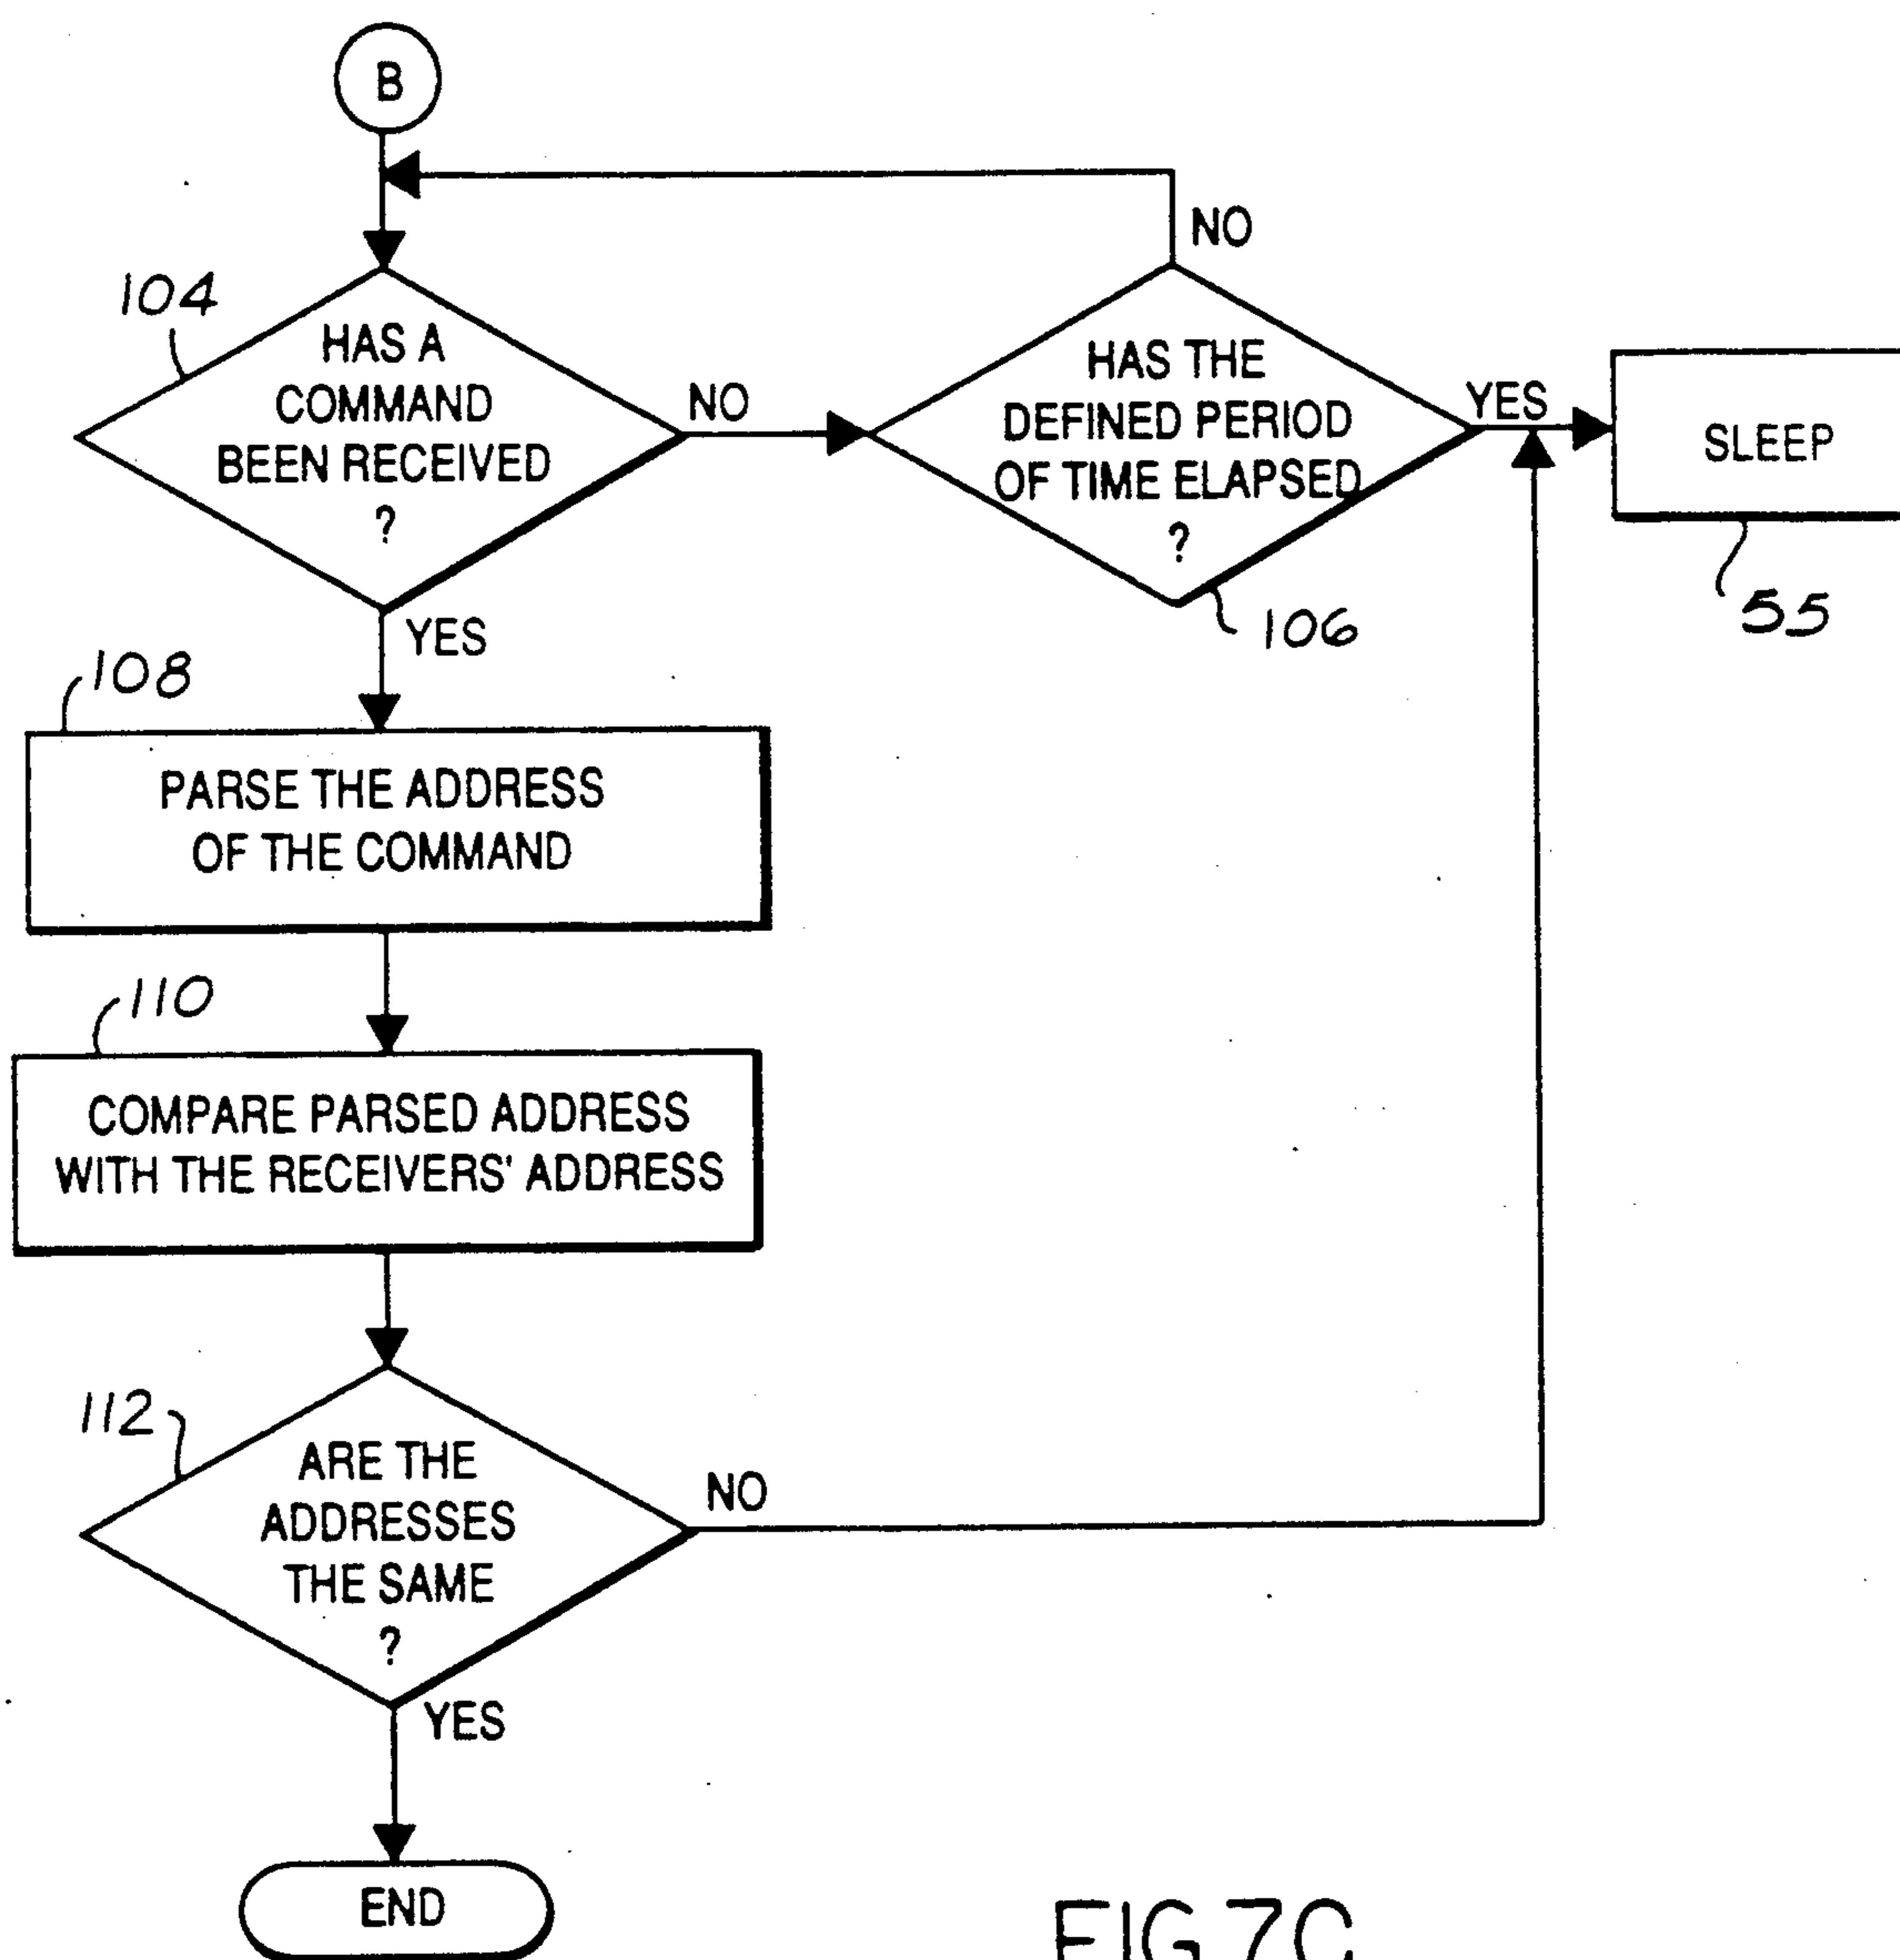 B
NO
104
HAS A
COMMAND
BEEN RECEIVED
?
NO
HAS THE
DEFINED PERIOD
OF TIME ELAPSED
?
YES
SLEEP
106
55
YES
108
PARSE THE ADDRESS
OF THE COMMAND
110
COMPARE PARSED ADDRESS
WITH THE RECEIVERS' ADDRESS
112
ARE THE
ADDRESSES
THE SAME
?
NO
YES
END
FIG.7C